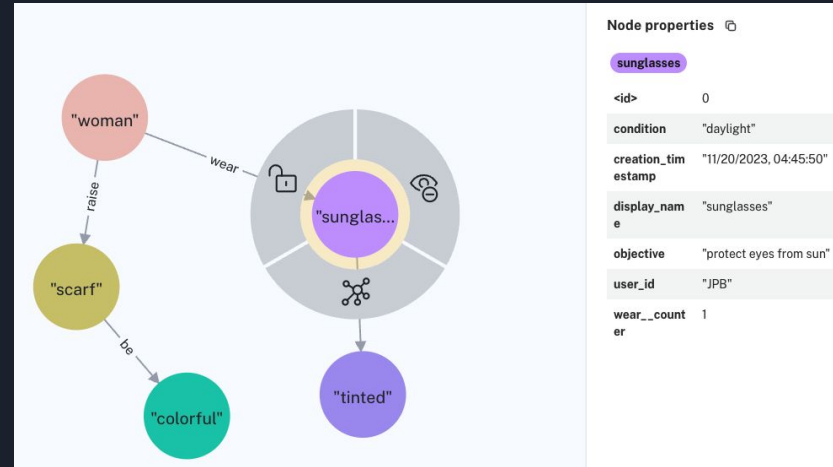 "woman"
wear
"sunglas...
raise
"scarf"
be
"colorful"
"tinted"
Node properties
sunglasses
<id> 0
condition "daylight"
creation_tim "11/20/2023, 04:45:50"
estamp
display_nam "sunglasses"
e
objective "protect eyes from sun"
user_id "JPB"
wear__count 1
er